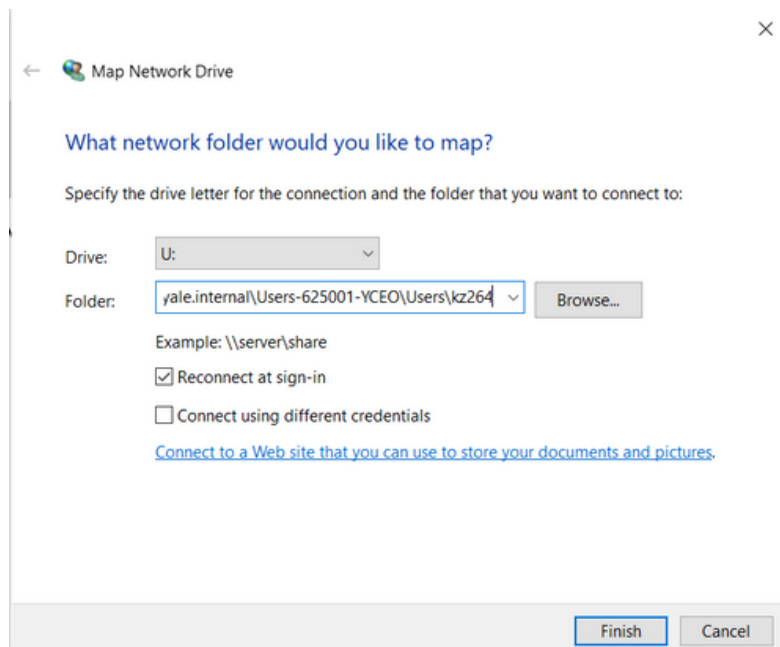 Map Network Drive
What network folder would you like to map?
Specify the drive letter for the connection and the folder that you want to connect to:
Drive: U:
Folder: yale.internal\Users-625001-YCEO\Users\kz264 Browse...
Example: \\server\share
Reconnect at sign-in
Connect using different credentials
Connect to a Web site that you can use to store your documents and pictures.
Finish Cancel